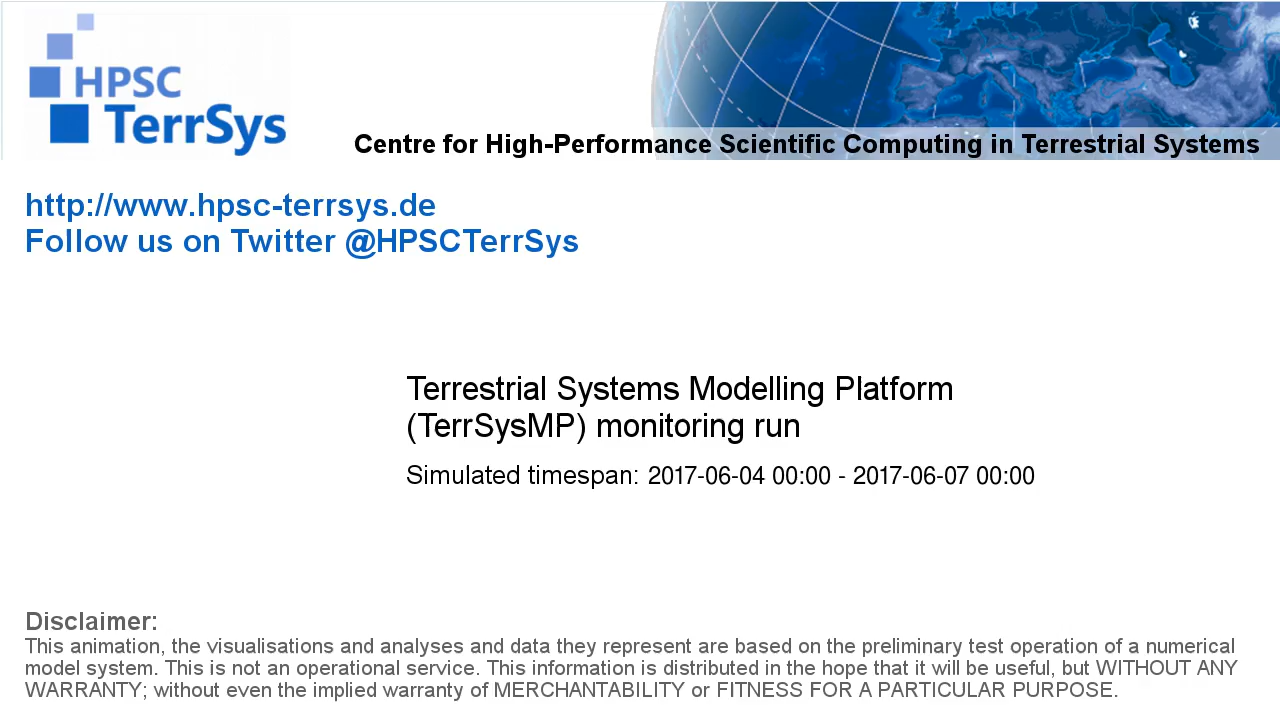 HPSC
TerrSys
Centre for High-Performance Scientific Computing in Terrestrial Systems
http://www.hpsc-terrsys.de
Follow us on Twitter @HPSCTerrSys
Terrestrial Systems Modelling Platform
(TerrSysMP) monitoring run
Simulated timespan: 2017-06-04 00:00 - 2017-06-07 00:00
Disclaimer:
This animation, the visualisations and analyses and data they represent are based on the preliminary test operation of a numerical
model system. This is not an operational service. This information is distributed in the hope that it will be useful, but WITHOUT ANY
WARRANTY; without even the implied warranty of MERCHANTABILITY or FITNESS FOR A PARTICULAR PURPOSE.